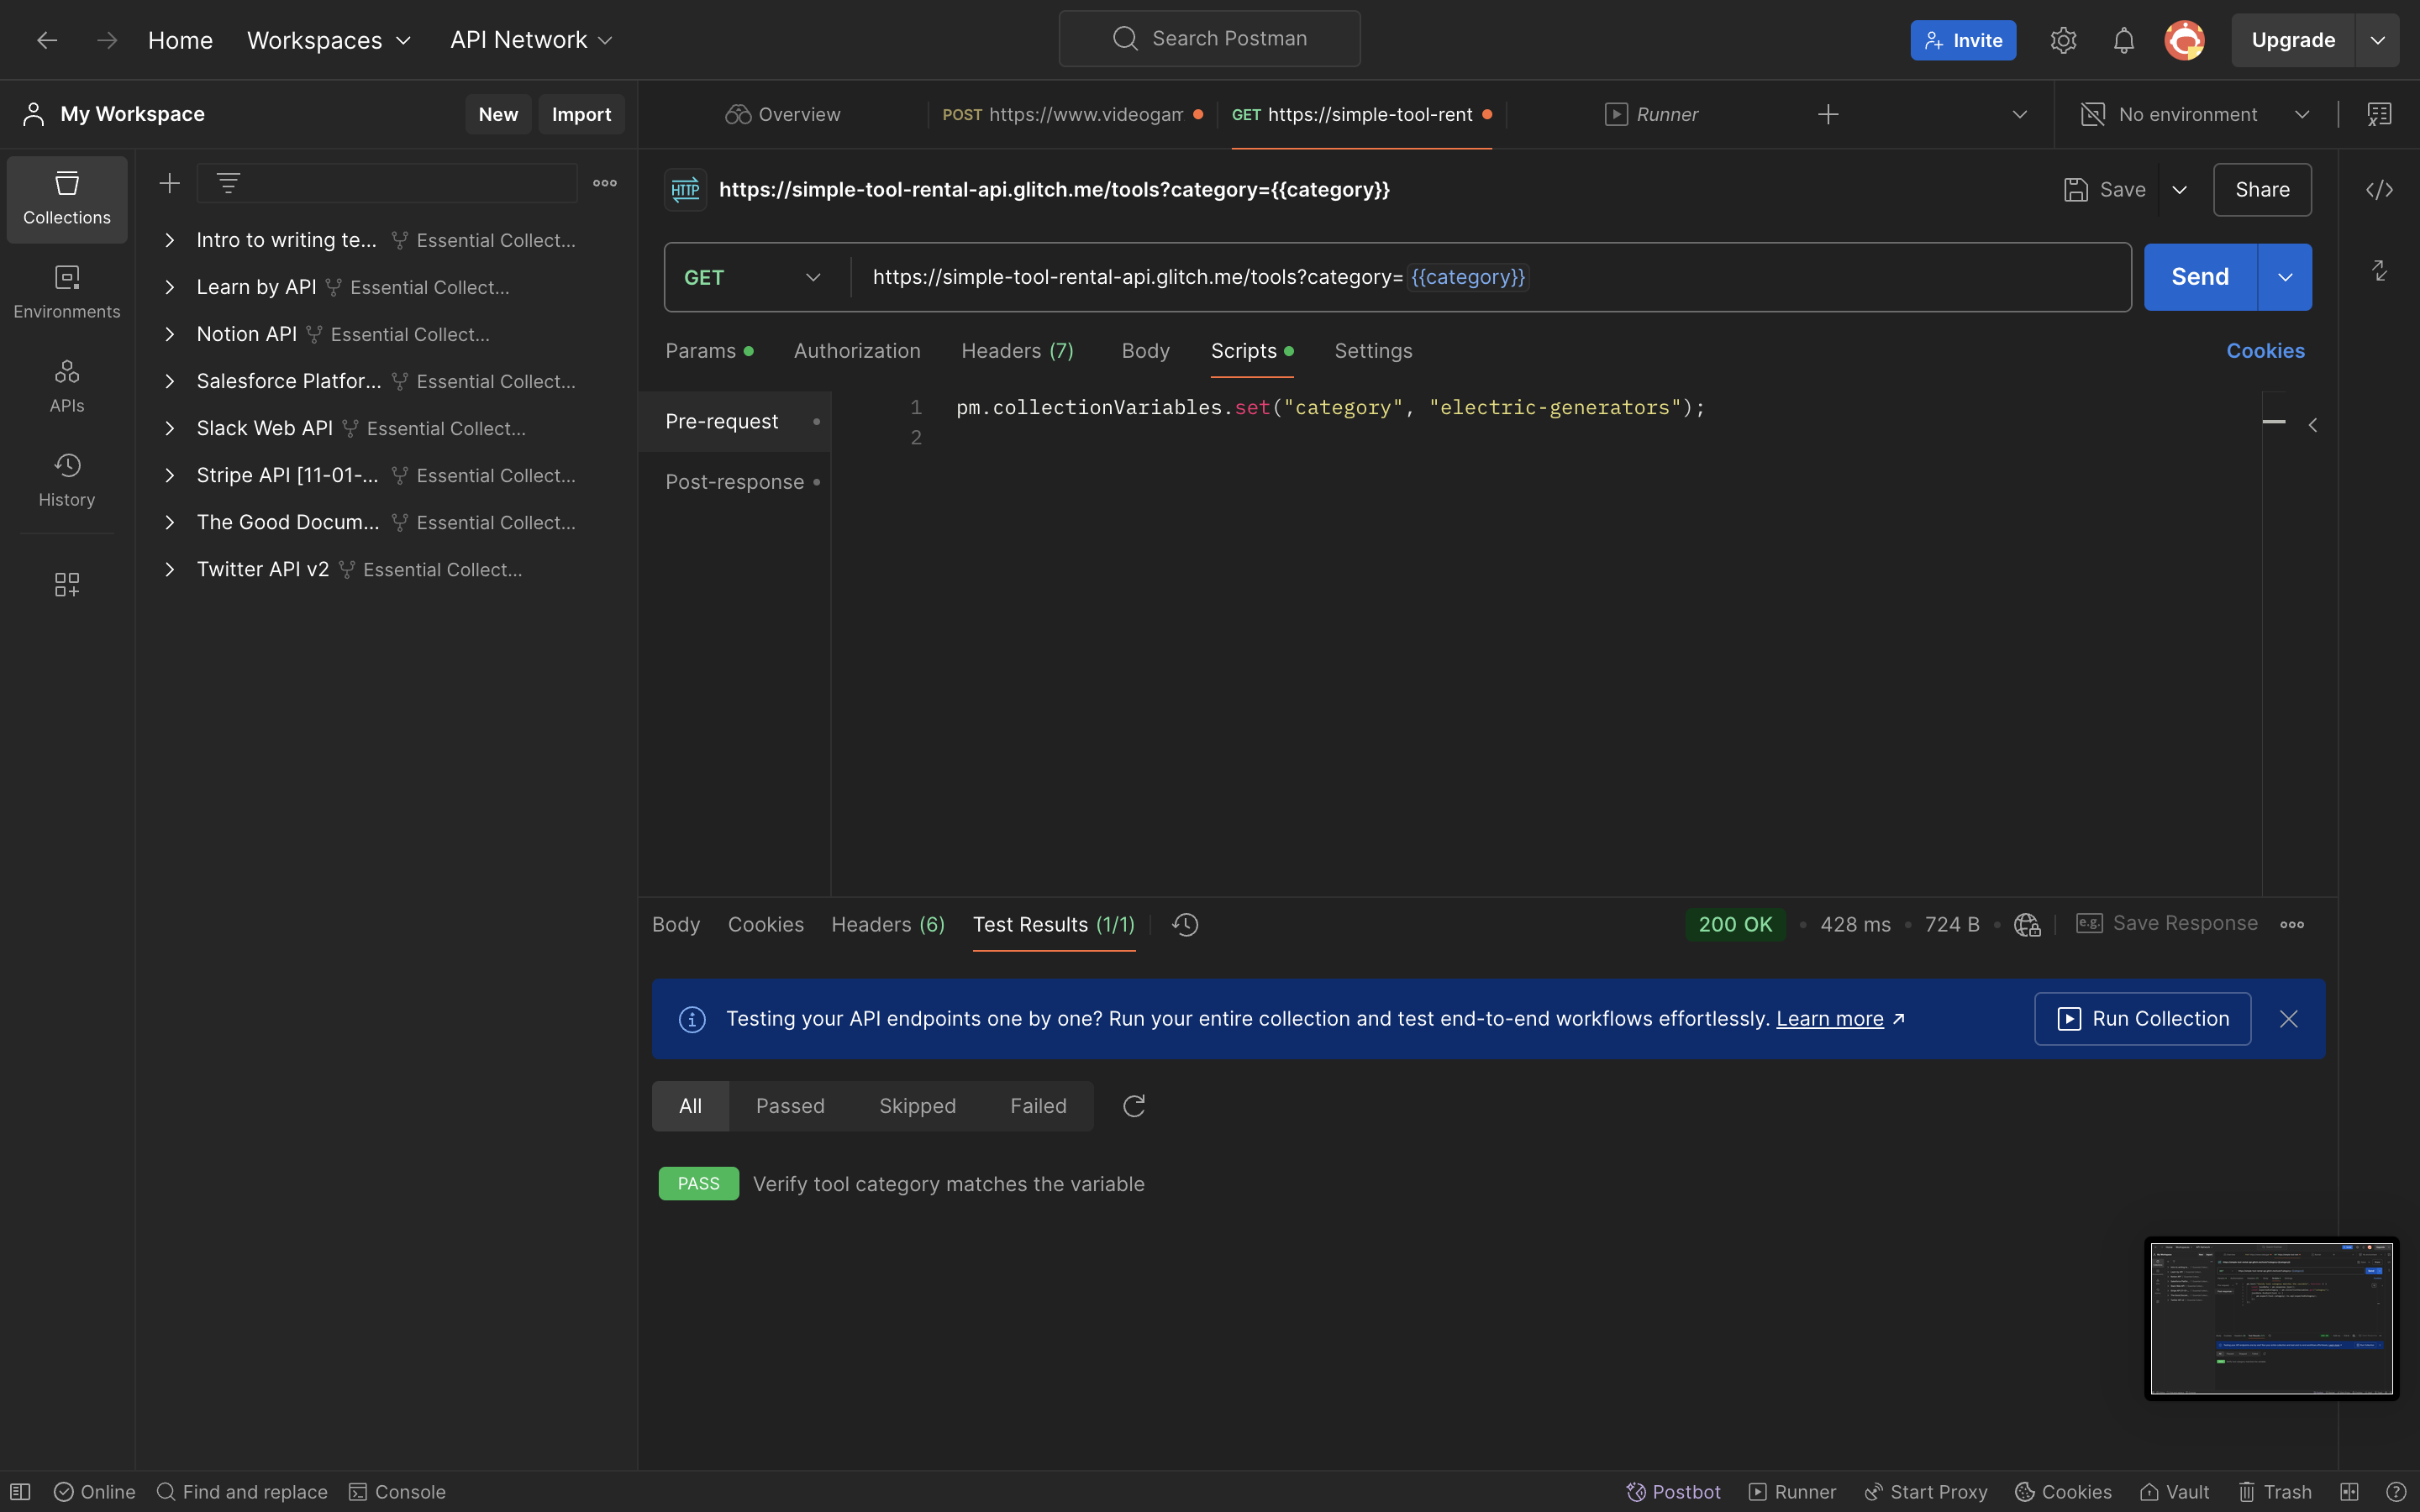 Home Workspaces API Network Search Postman Invite Upgrade
My Workspace New Import
Overview POST https://www.videogam GET https://simple-tool-rent Runner No environment
Collections
Environments
APIs
History
Intro to writing te... Essential Collect...
Learn by API Essential Collect...
Notion API Essential Collect...
Salesforce Platfor... Essential Collect...
Slack Web API Essential Collect...
Stripe API [11-01-... Essential Collect...
The Good Docum... Essential Collect...
Twitter API v2 Essential Collect...
HTTP https://simple-tool-rental-api.glitch.me/tools?category={{category}} Save Share
GET https://simple-tool-rental-api.glitch.me/tools?category={{category}} Send
Params Authorization Headers (7) Body Scripts Settings Cookies
Pre-request
Post-response
1 pm.collectionVariables.set("category", "electric-generators");
2
Body Cookies Headers (6) Test Results (1/1) 200 OK 428 ms 724 B e.g. Save Response
Testing your API endpoints one by one? Run your entire collection and test end-to-end workflows effortlessly. Learn more Run Collection
All Passed Skipped Failed
PASS Verify tool category matches the variable
Online Find and replace Console Postbot Runner Start Proxy Cookies Vault Trash